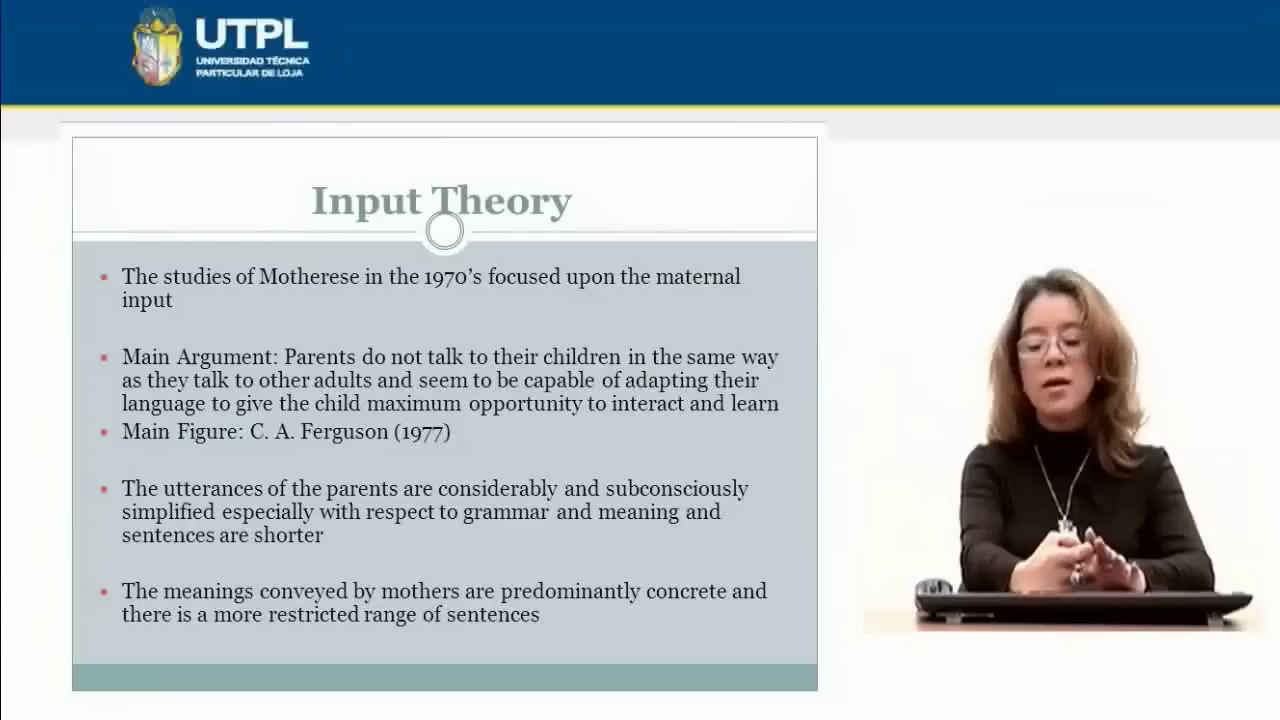 UTPL
UNIVERSIDAD TÉCNICA
PARTICULAR DE LOJA
Input Theory
• The studies of Motherese in the 1970’s focused upon the maternal
input
• Main Argument: Parents do not talk to their children in the same way
as they talk to other adults and seem to be capable of adapting their
language to give the child maximum opportunity to interact and learn
• Main Figure: C. A. Ferguson (1977)
• The utterances of the parents are considerably and subconsciously
simplified especially with respect to grammar and meaning and
sentences are shorter
• The meanings conveyed by mothers are predominantly concrete and
there is a more restricted range of sentences